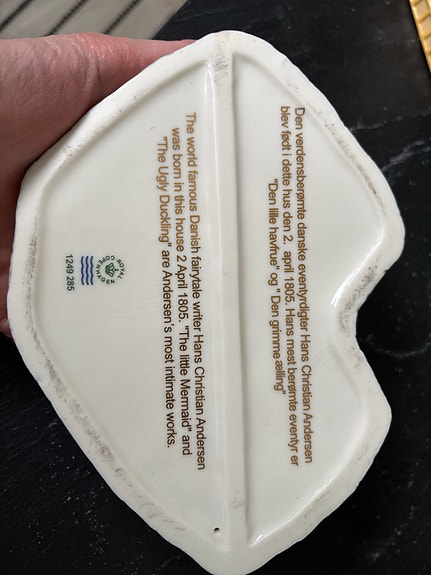 Den verdensberømte danske eventyrdigter Hans Christian Andersen
blev født i dette hus den 2. april 1805. Hans mest berømte eventyr er
"Den lille havfrue" og "Den grimme ælling"
The world famous Danish fairytale writer Hans Christian Andersen
was born in this house 2 April 1805. "The little Mermaid" and
"The Ugly Duckling" are Andersen's most intimate works.
ROYAL
COPENHAGEN
1249 285